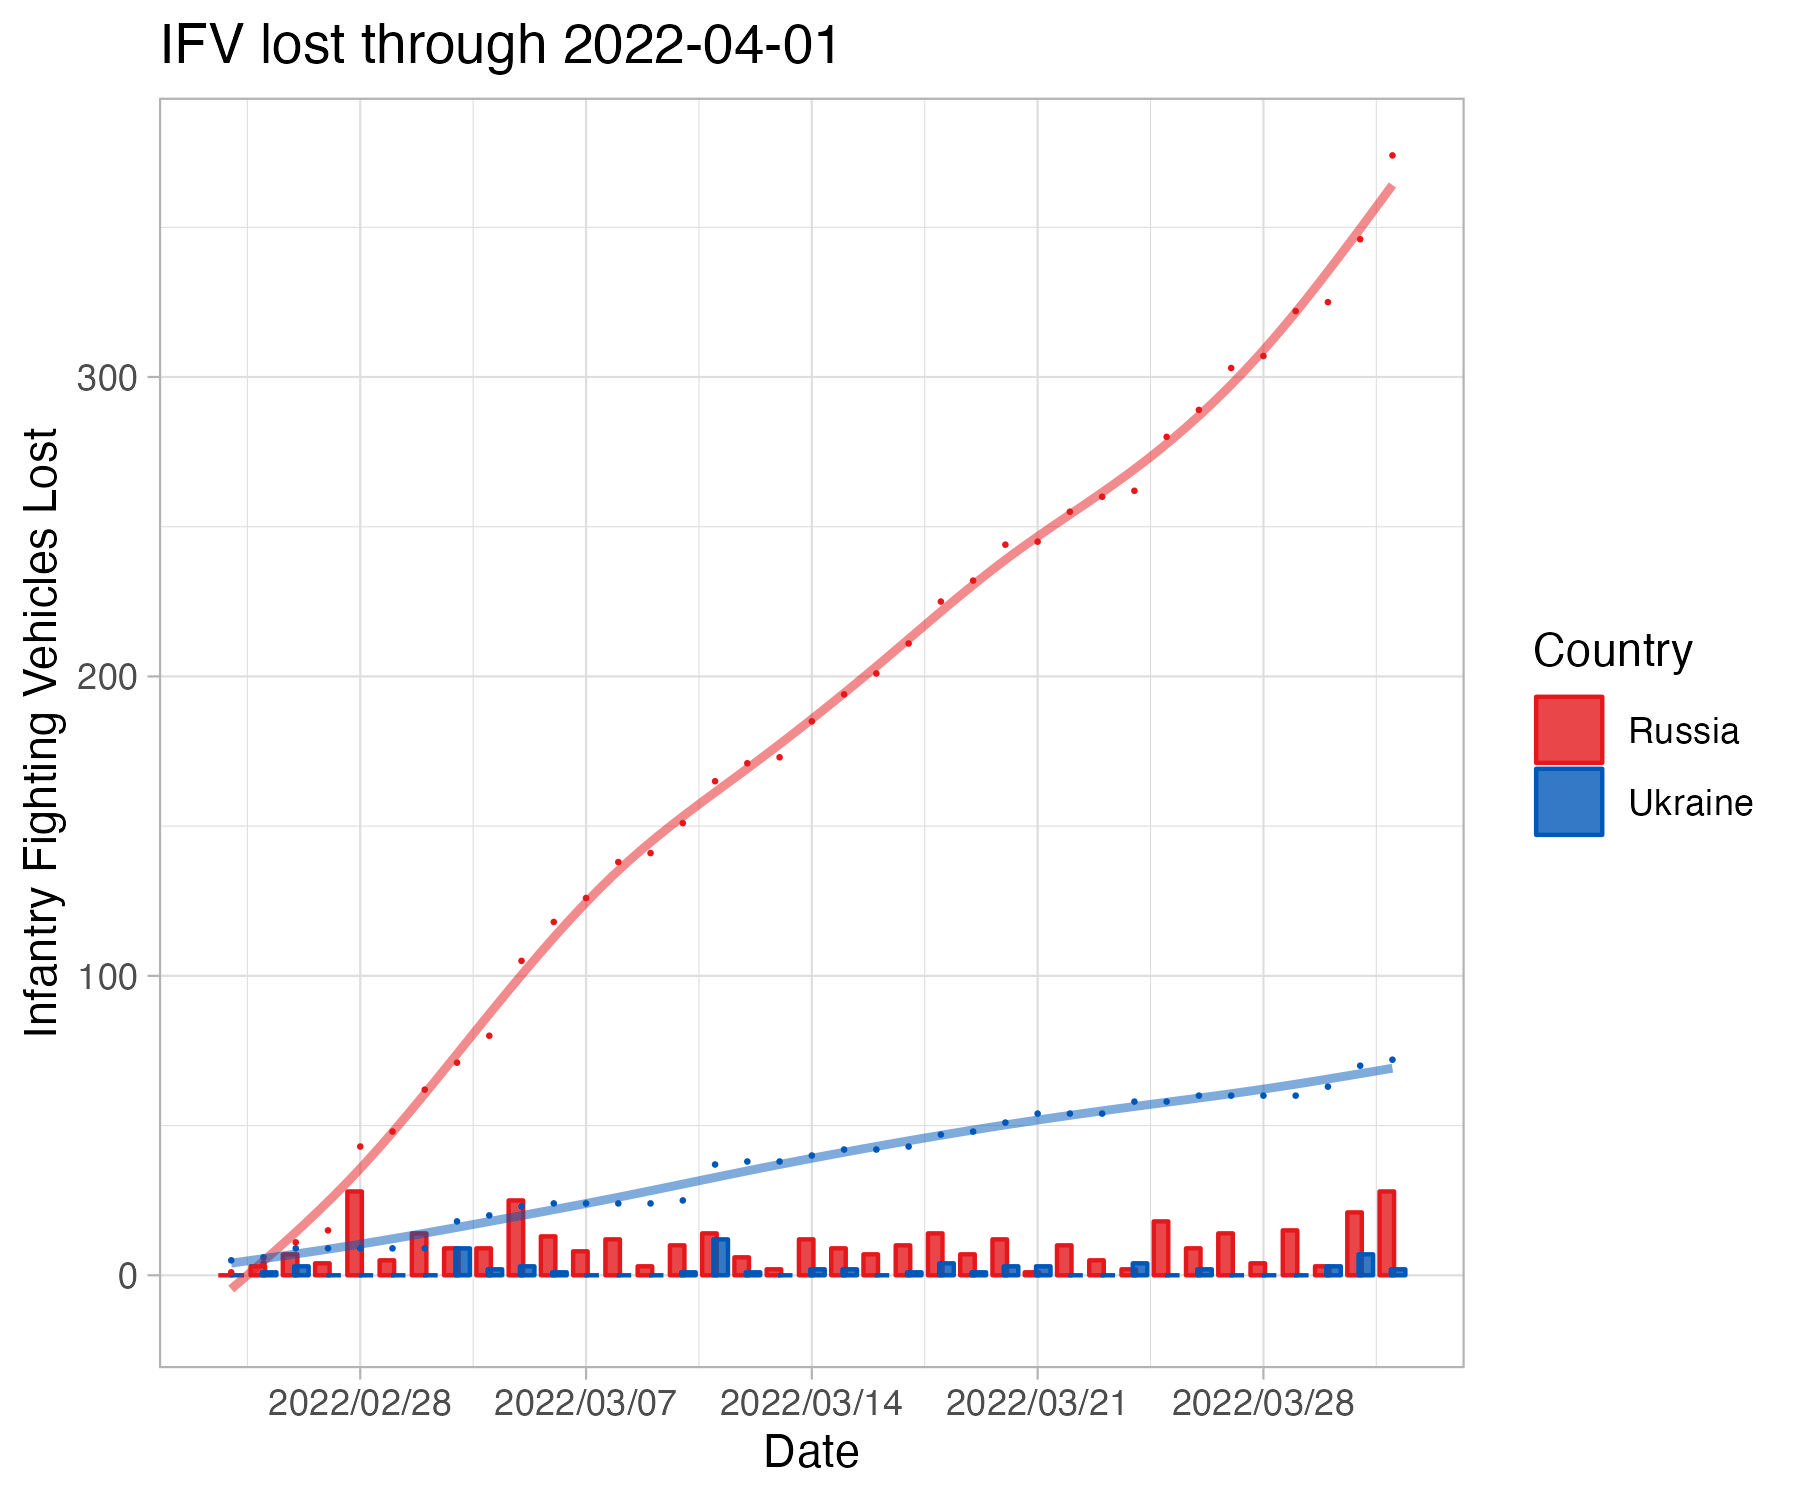 IFV lost through 2022-04-01
Infantry Fighting Vehicles Lost
300
200
100
0
2022/02/28
2022/03/07
2022/03/14
2022/03/21
2022/03/28
Date
Country
Russia
Ukraine